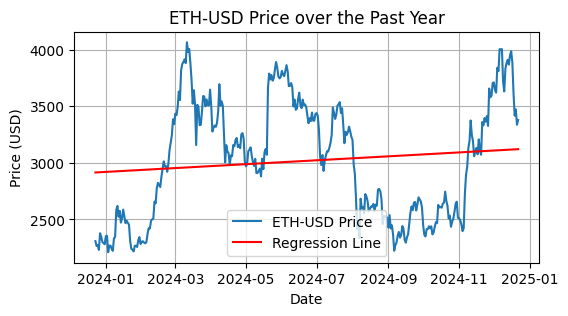 ETH-USD Price over the Past Year
Price (USD)
4000
3500
3000
2500
ETH-USD Price
Regression Line
2024-01 2024-03 2024-05 2024-07 2024-09 2024-11 2025-01
Date